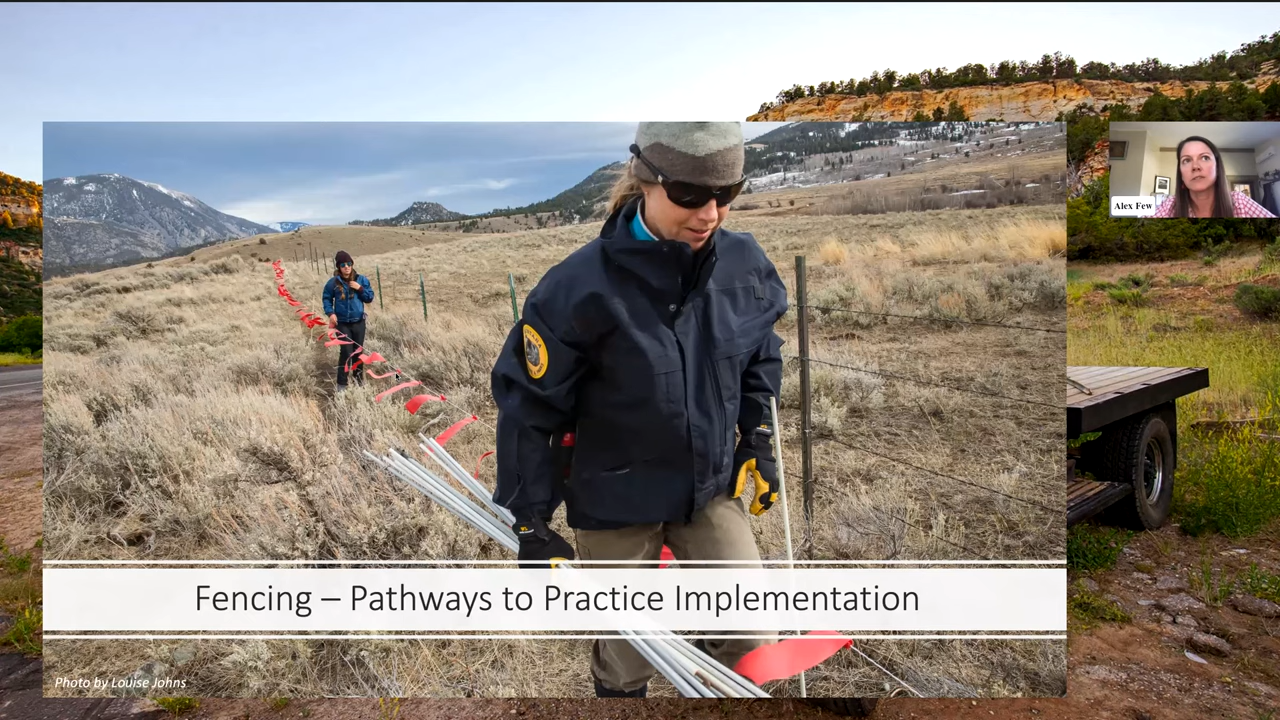 Alex Few
Fencing – Pathways to Practice Implementation
Photo by Louise Johns